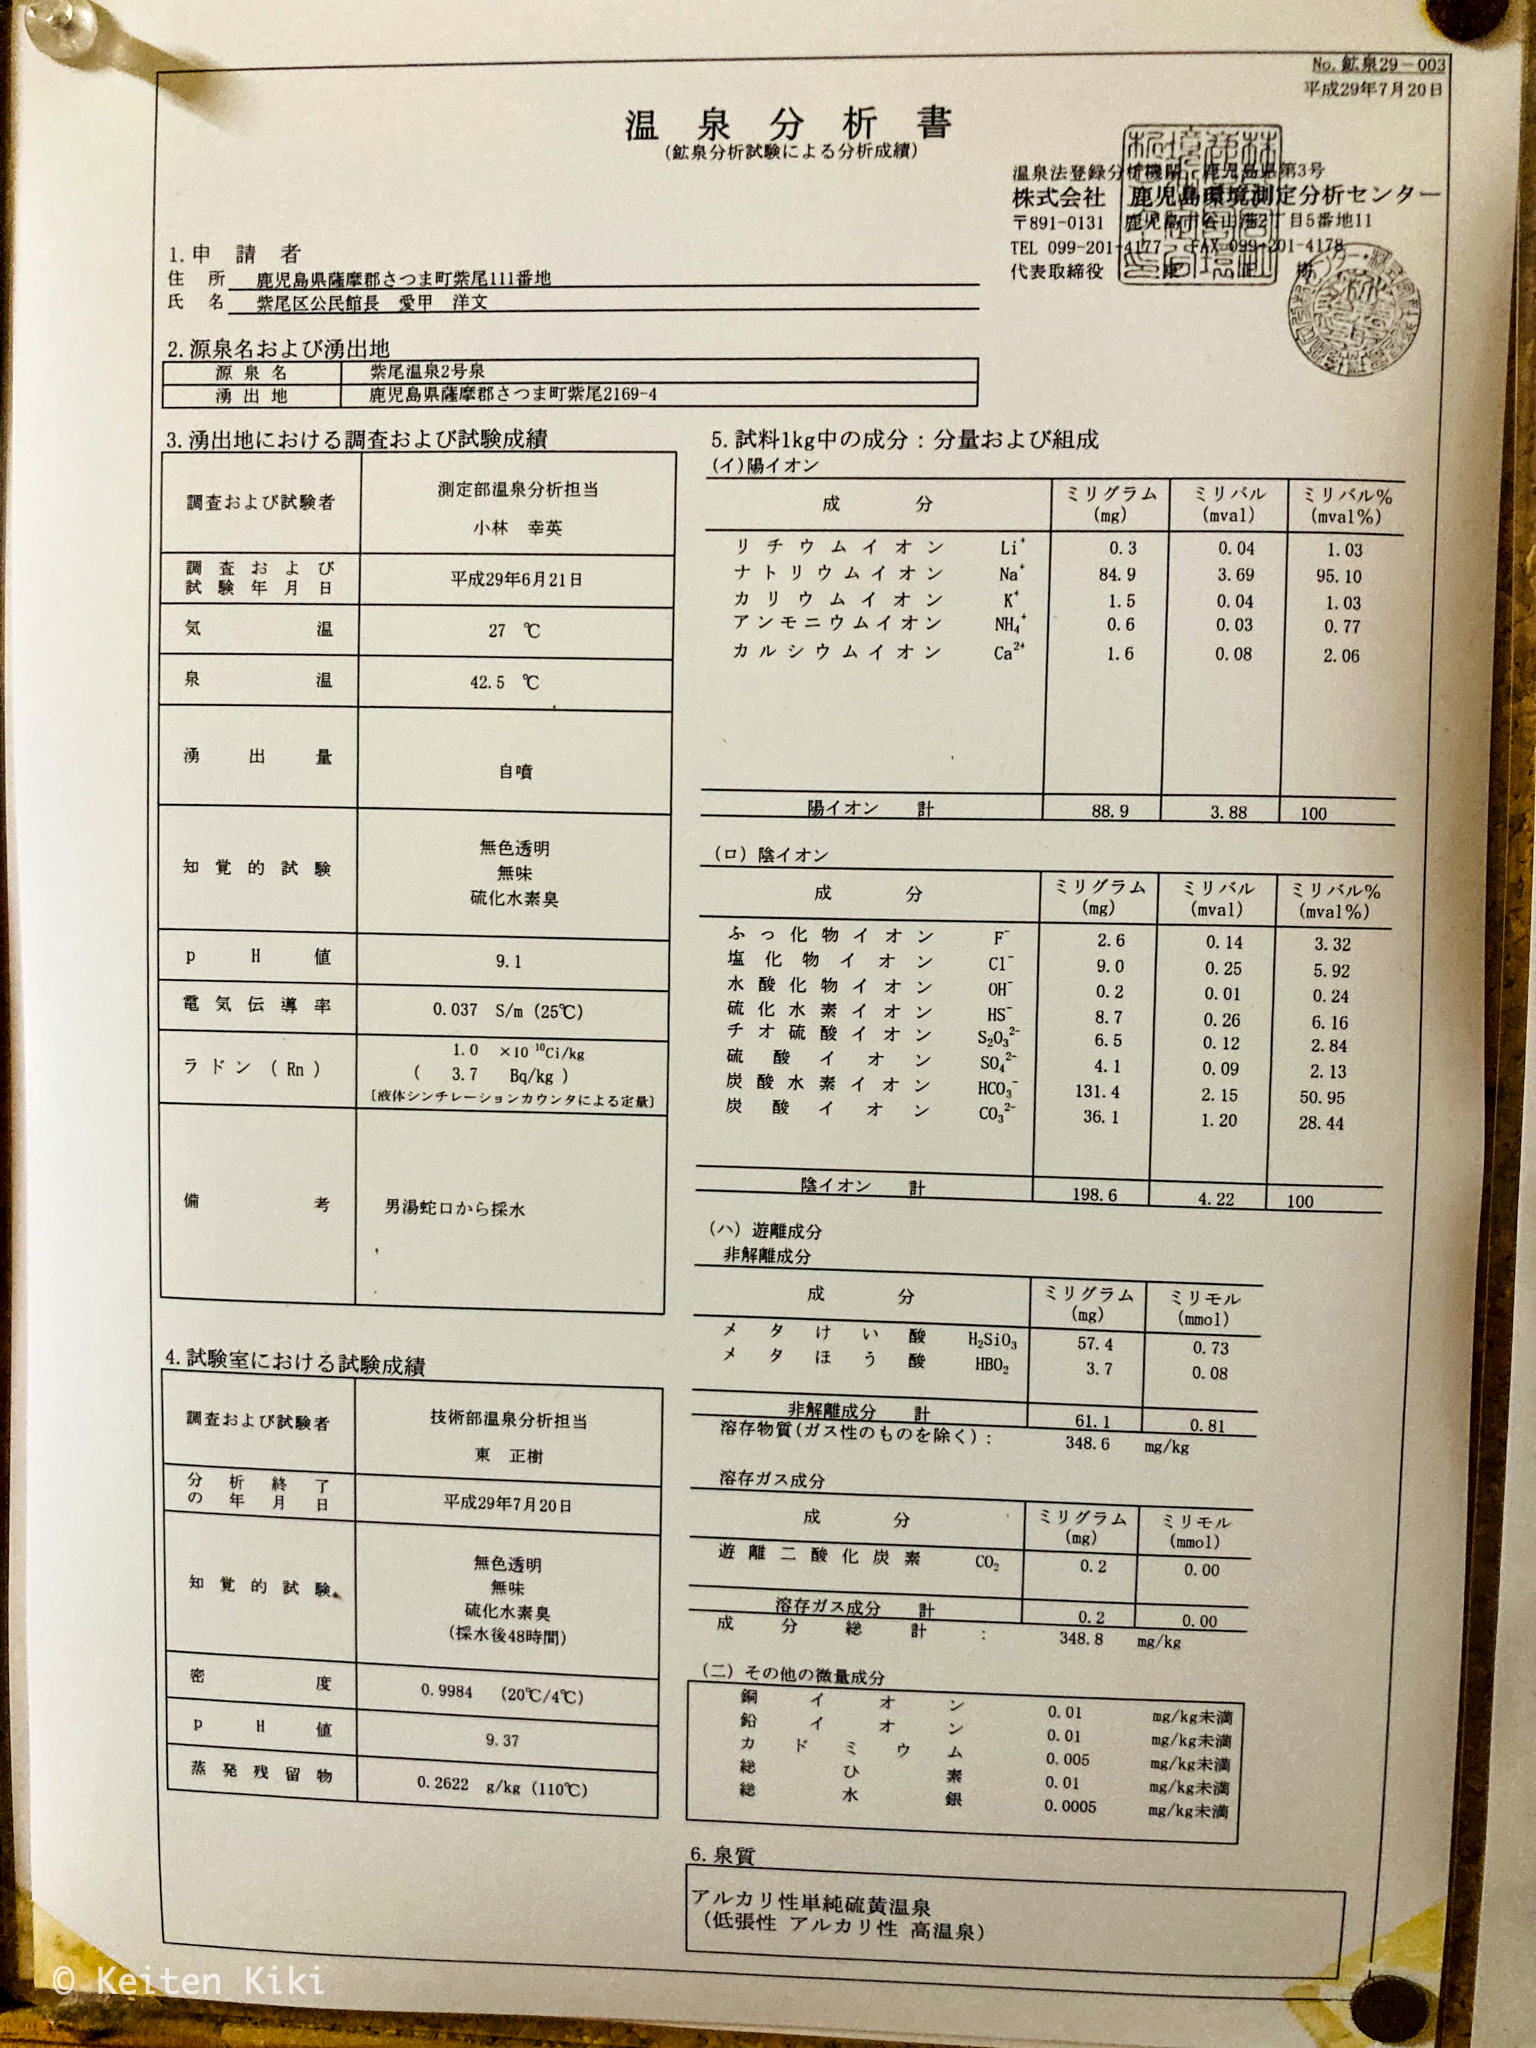 No. 鉱泉29-003
平成29年7月20日
温泉分析書
(鉱泉分析試験による分析成績)
温泉法登録分析機関 鹿児島県第3号
株式会社 鹿児島環境測定分析センター
〒891-0131 鹿児島市谷山港2丁目5番地11
TEL 099-201-4177 FAX 099-201-4178
代表取締役
1.申請者
住所 鹿児島県薩摩郡さつま町紫尾111番地
氏名 紫尾区公民館長 愛甲 洋文
2.源泉名および湧出地
源泉名 紫尾温泉2号泉
湧出地 鹿児島県薩摩郡さつま町紫尾2169-4
3.湧出地における調査および試験成績
調査および試験者 測定部温泉分析担当
小林 幸英
調査および
試験年月日 平成29年6月21日
気温 27 ℃
泉温 42.5 ℃
湧出量 自噴
知覚的試験 無色透明
無味
硫化水素臭
pH値 9.1
電気伝導率 0.037 S/m (25℃)
ラドン(Rn) 1.0 ×10 ¹⁰Ci/kg
( 3.7 Bq/kg )
〔液体シンチレーションカウンタによる定量〕
備考 男湯蛇口から採水
4.試験室における試験成績
調査および試験者 技術部温泉分析担当
東 正樹
分析終了
の年月日 平成29年7月20日
知覚的試験 無色透明
無味
硫化水素臭
(採水後48時間)
密度 0.9984 (20℃/4℃)
pH値 9.37
蒸発残留物 0.2622 g/kg (110℃)
5.試料1kg中の成分：分量および組成
(イ)陽イオン
成分 ミリグラム(mg) ミリバル(mval) ミリバル%(mval%)
リチウムイオン Li⁺ 0.3 0.04 1.03
ナトリウムイオン Na⁺ 84.9 3.69 95.10
カリウムイオン K⁺ 1.5 0.04 1.03
アンモニウムイオン NH₄⁺ 0.6 0.03 0.77
カルシウムイオン Ca²⁺ 1.6 0.08 2.06
陽イオン 計 88.9 3.88 100
(ロ) 陰イオン
成分 ミリグラム(mg) ミリバル(mval) ミリバル%(mval%)
ふっ化物イオン F⁻ 2.6 0.14 3.32
塩化物イオン Cl⁻ 9.0 0.25 5.92
水酸化物イオン OH⁻ 0.2 0.01 0.24
硫化水素イオン HS⁻ 8.7 0.26 6.16
チオ硫酸イオン S₂O₃²⁻ 6.5 0.12 2.84
硫酸イオン SO₄²⁻ 4.1 0.09 2.13
炭酸水素イオン HCO₃⁻ 131.4 2.15 50.95
炭酸イオン CO₃²⁻ 36.1 1.20 28.44
陰イオン 計 198.6 4.22 100
(ハ) 遊離成分
非解離成分
成分 ミリグラム(mg) ミリモル(mmol)
メタけい酸 H₂SiO₃ 57.4 0.73
メタほう酸 HBO₂ 3.7 0.08
非解離成分 計 61.1 0.81
溶存物質(ガス性のものを除く)： 348.6 mg/kg
溶存ガス成分
成分 ミリグラム(mg) ミリモル(mmol)
遊離二酸化炭素 CO₂ 0.2 0.00
溶存ガス成分 計 0.2 0.00
成分総計 ： 348.8 mg/kg
(二) その他の微量成分
銅イオン 0.01 mg/kg未満
鉛イオン 0.01 mg/kg未満
カドミウム 0.005 mg/kg未満
総ひ素 0.01 mg/kg未満
総水銀 0.0005 mg/kg未満
6.泉質
アルカリ性単純硫黄温泉
(低張性 アルカリ性 高温泉)
© Keiten Kiki